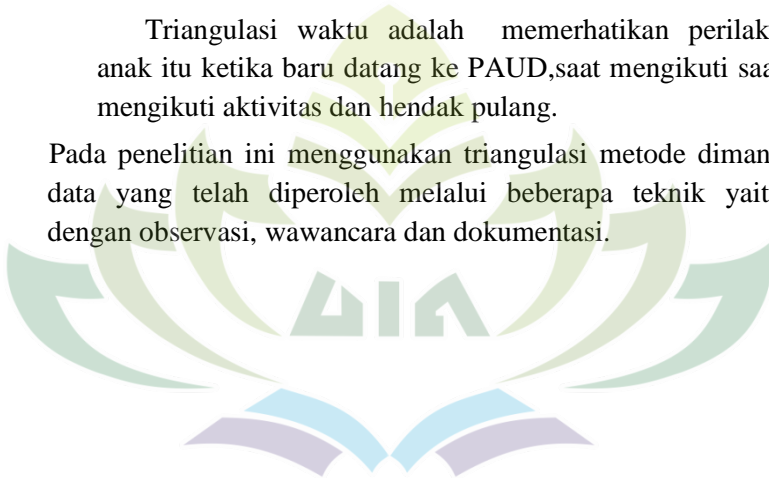 Triangulasi waktu adalah memerhatikan perilak
anak itu ketika baru datang ke PAUD,saat mengikuti saa
mengikuti aktivitas dan hendak pulang.
Pada penelitian ini menggunakan triangulasi metode diman
data yang telah diperoleh melalui beberapa teknik yait
dengan observasi, wawancara dan dokumentasi.
UIN